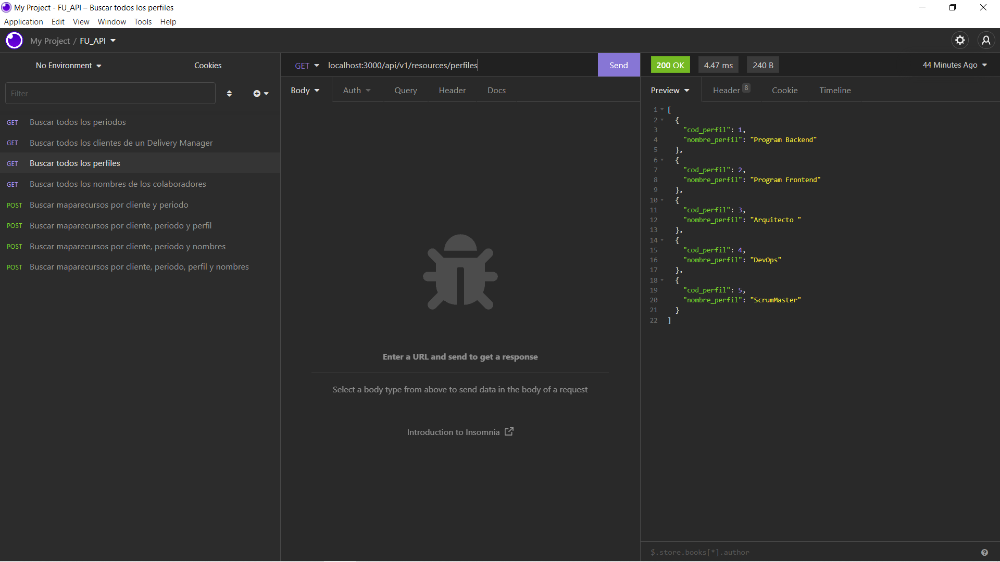 My Project - FU_API – Buscar todos los perfiles
Application Edit View Window Tools Help
My Project / FU_API
No Environment Cookies
Filter
GET Buscar todos los periodos
GET Buscar todos los clientes de un Delivery Manager
GET Buscar todos los perfiles
GET Buscar todos los nombres de los colaboradores
POST Buscar maparecursos por cliente y periodo
POST Buscar maparecursos por cliente, periodo y perfil
POST Buscar maparecursos por cliente, periodo y nombres
POST Buscar maparecursos por cliente, periodo, perfil y nombres
GET localhost:3000/api/v1/resources/perfiles Send
Body Auth Query Header Docs
Enter a URL and send to get a response
Select a body type from above to send data in the body of a request
Introduction to Insomnia
200 OK 4.47 ms 240 B 44 Minutes Ago
Preview Header 8 Cookie Timeline
1 [
2 {
3 "cod_perfil": 1,
4 "nombre_perfil": "Program Backend"
5 },
6 {
7 "cod_perfil": 2,
8 "nombre_perfil": "Program Frontend"
9 },
10 {
11 "cod_perfil": 3,
12 "nombre_perfil": "Arquitecto "
13 },
14 {
15 "cod_perfil": 4,
16 "nombre_perfil": "DevOps"
17 },
18 {
19 "cod_perfil": 5,
20 "nombre_perfil": "ScrumMaster"
21 }
22 ]
$.store.books[*].author